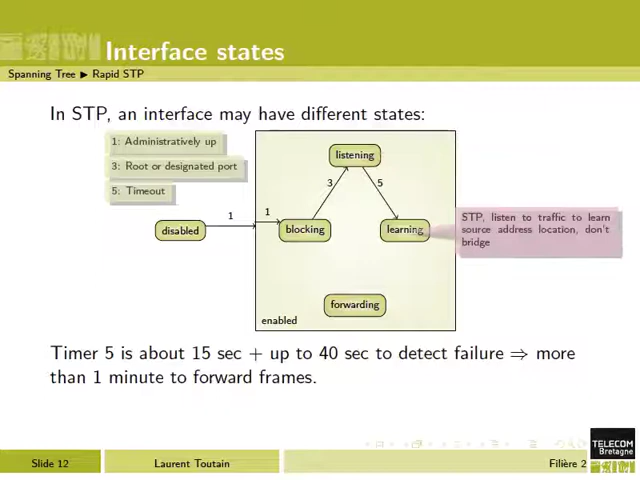 Interface states
Spanning Tree ▶ Rapid STP
In STP, an interface may have different states:
1: Administratively up
3: Root or designated port
5: Timeout
listening
3
5
1
1
disabled
blocking
learning
STP, listen to traffic to learn
source address location, don't
bridge
forwarding
enabled
Timer 5 is about 15 sec + up to 40 sec to detect failure ⇒ more
than 1 minute to forward frames.
TELECOM
Bretagne
Slide 12
Laurent Toutain
Filière 2